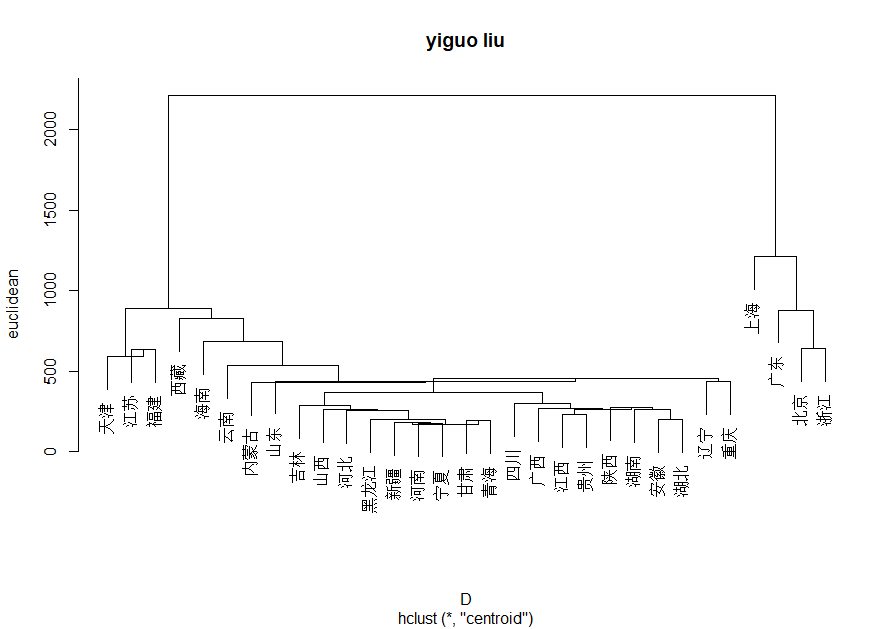 yiguo liu
euclidean
2000
1500
1000
500
0
天津
江苏
福建
西藏
海南
云南
内蒙古
山东
吉林
山西
河北
黑龙江
新疆
河南
宁夏
甘肃
青海
四川
广西
江西
贵州
陕西
湖南
安徽
湖北
辽宁
重庆
上海
广东
北京
浙江
D
hclust (*, "centroid")